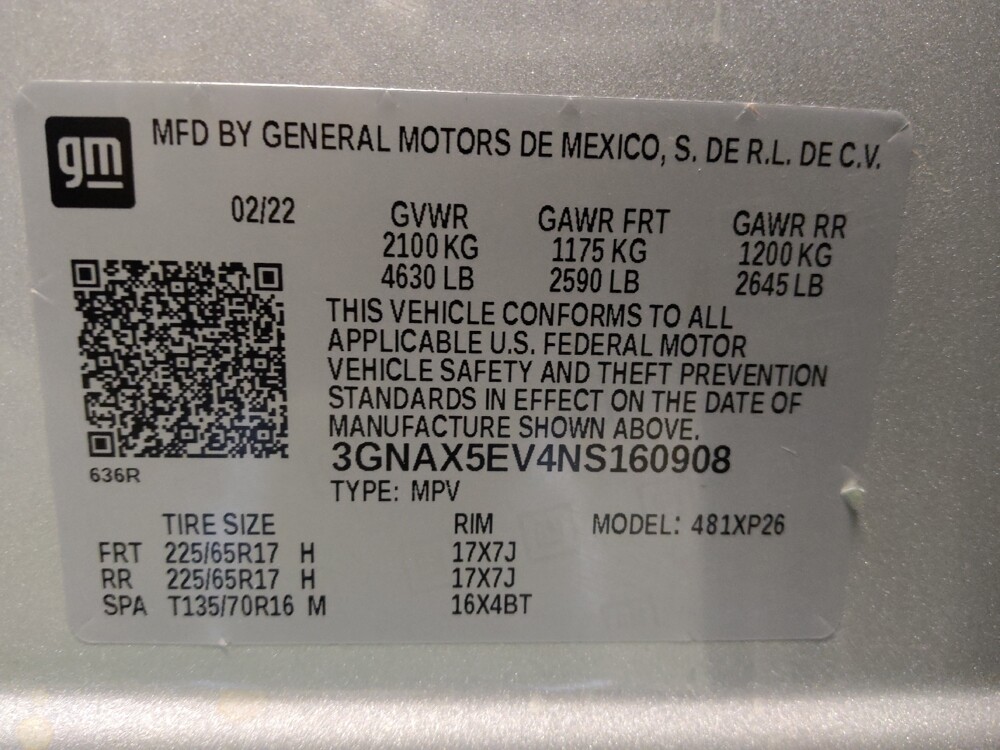 gm
MFD BY GENERAL MOTORS DE MEXICO, S. DE R.L. DE C.V.
02/22 GVWR GAWR FRT GAWR RR
2100 KG 1175 KG 1200 KG
4630 LB 2590 LB 2645 LB
THIS VEHICLE CONFORMS TO ALL
APPLICABLE U.S. FEDERAL MOTOR
VEHICLE SAFETY AND THEFT PREVENTION
STANDARDS IN EFFECT ON THE DATE OF
MANUFACTURE SHOWN ABOVE.
3GNAX5EV4NS160908
636R
TYPE: MPV
TIRE SIZE RIM MODEL: 481XP26
FRT 225/65R17 H 17X7J
RR 225/65R17 H 17X7J
SPA T135/70R16 M 16X4BT